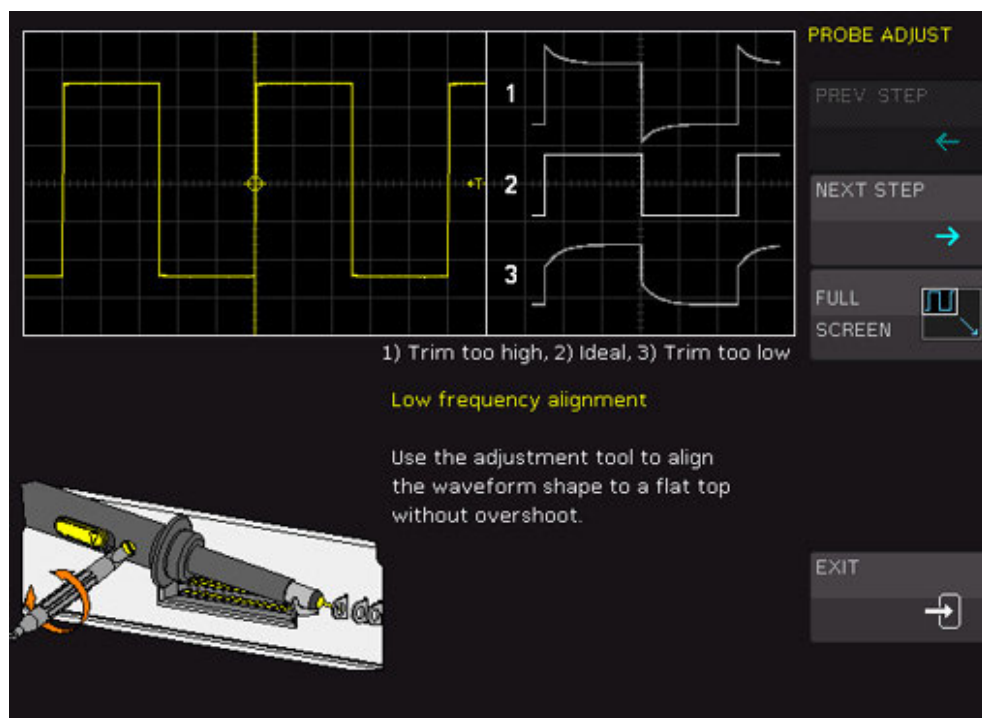 PROBE ADJUST
PREV STEP
NEXT STEP
FULL
SCREEN
1
2
3
T
1) Trim too high, 2) Ideal, 3) Trim too low
Low frequency alignment
Use the adjustment tool to align
the waveform shape to a flat top
without overshoot.
EXIT